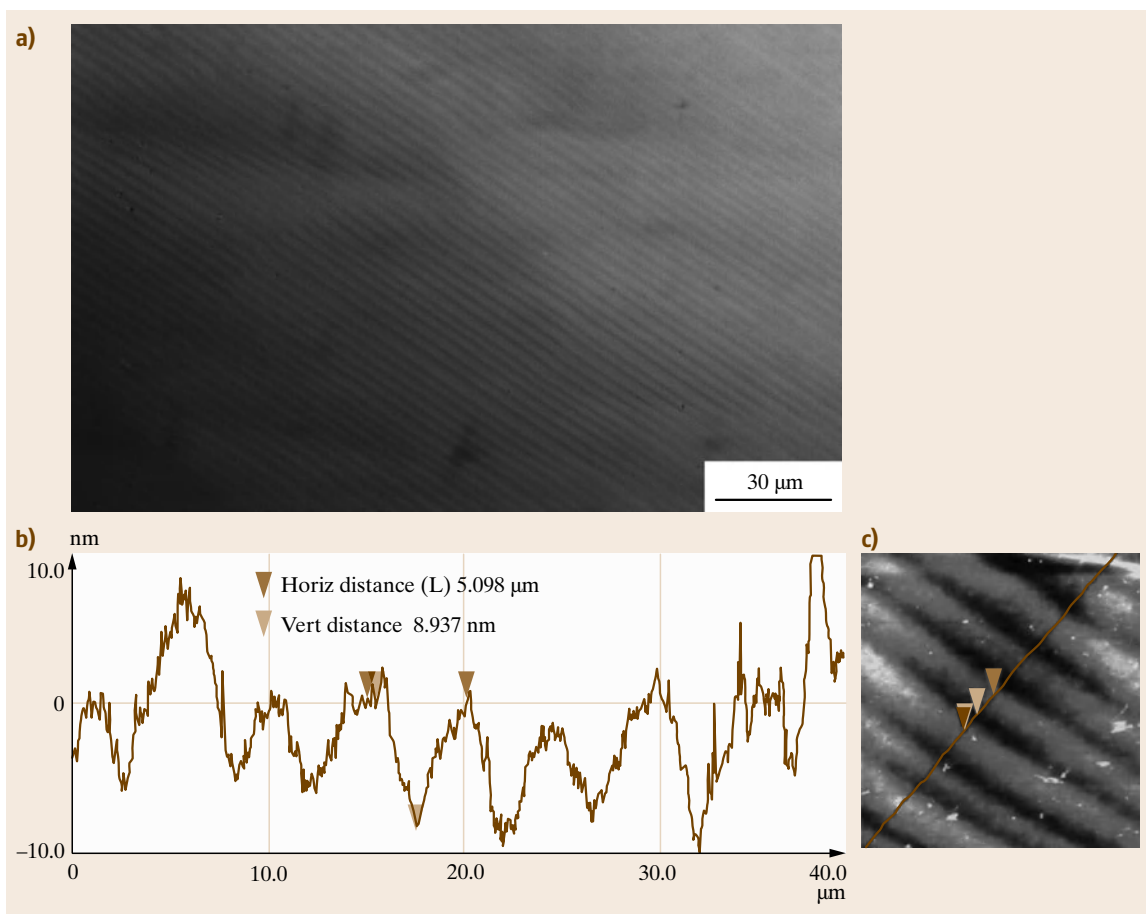 a)
30 µm
b)
nm
10.0
Horiz distance (L) 5.098 µm
Vert distance 8.937 nm
0
–10.0
0
10.0
20.0
30.0
40.0
µm
c)